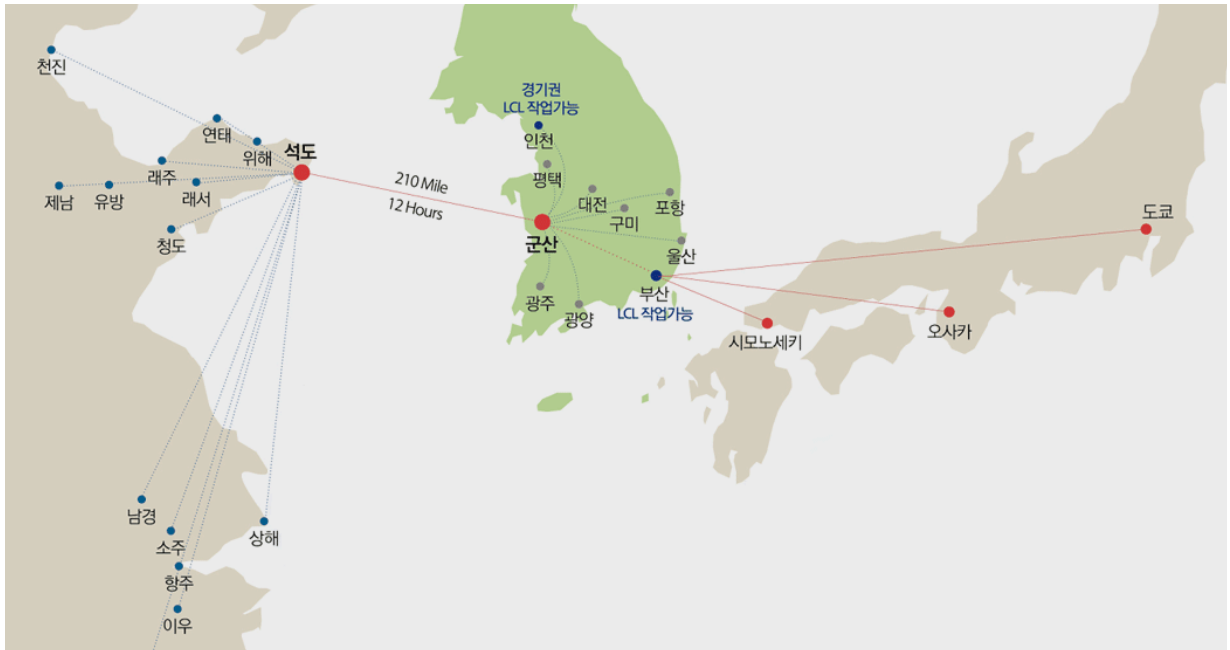 천진
연태
위해
석도
래주
제남
유방
래서
청도
남경
소주
항주
이우
상해
210 Mile
12 Hours
경기권
LCL 작업가능
인천
평택
대전
구미
포항
군산
울산
광주
광양
부산
LCL 작업가능
시모노세키
오사카
도쿄